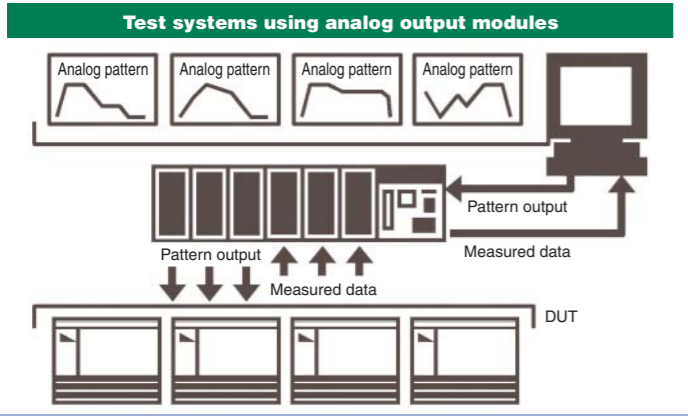 Test systems using analog output modules
Analog pattern
Analog pattern
Analog pattern
Analog pattern
Pattern output
Measured data
Pattern output
Measured data
DUT